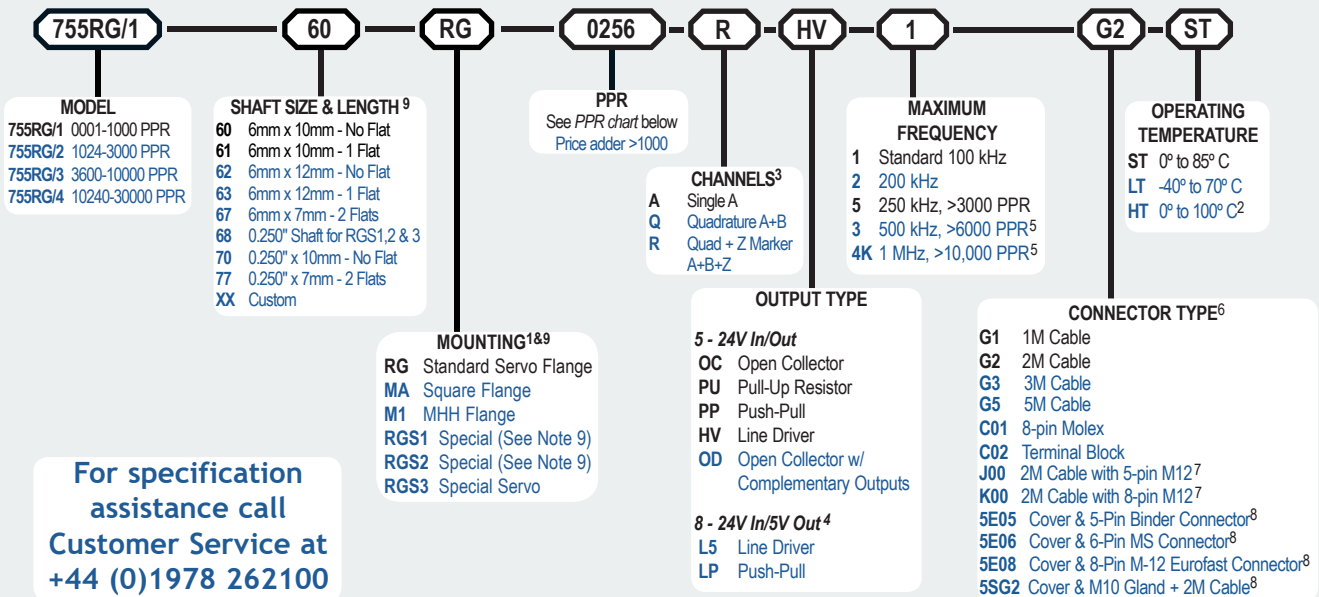 755RG/1 60 RG 0256 R HV 1 G2 ST
MODEL
755RG/1 0001-1000 PPR
755RG/2 1024-3000 PPR
755RG/3 3600-10000 PPR
755RG/4 10240-30000 PPR
SHAFT SIZE & LENGTH 9
60 6mm x 10mm - No Flat
61 6mm x 10mm - 1 Flat
62 6mm x 12mm - No Flat
63 6mm x 12mm - 1 Flat
67 6mm x 7mm - 2 Flats
68 0.250" Shaft for RGS1,2 & 3
70 0.250" x 10mm - No Flat
77 0.250" x 7mm - 2 Flats
XX Custom
MOUNTING1&9
RG Standard Servo Flange
MA Square Flange
M1 MHH Flange
RGS1 Special (See Note 9)
RGS2 Special (See Note 9)
RGS3 Special Servo
PPR
See PPR chart below
Price adder >1000
CHANNELS3
A Single A
Q Quadrature A+B
R Quad + Z Marker
A+B+Z
OUTPUT TYPE
5 - 24V In/Out
OC Open Collector
PU Pull-Up Resistor
PP Push-Pull
HV Line Driver
OD Open Collector w/
Complementary Outputs
8 - 24V In/5V Out4
L5 Line Driver
LP Push-Pull
MAXIMUM
FREQUENCY
1 Standard 100 kHz
2 200 kHz
5 250 kHz, >3000 PPR
3 500 kHz, >6000 PPR5
4K 1 MHz, >10,000 PPR5
CONNECTOR TYPE6
G1 1M Cable
G2 2M Cable
G3 3M Cable
G5 5M Cable
C01 8-pin Molex
C02 Terminal Block
J00 2M Cable with 5-pin M127
K00 2M Cable with 8-pin M127
5E05 Cover & 5-Pin Binder Connector8
5E06 Cover & 6-Pin MS Connector8
5E08 Cover & 8-Pin M-12 Eurofast Connector8
5SG2 Cover & M10 Gland + 2M Cable8
OPERATING
TEMPERATURE
ST 0º to 85º C
LT -40º to 70º C
HT 0º to 100º C2
For specification
assistance call
Customer Service at
+44 (0)1978 262100